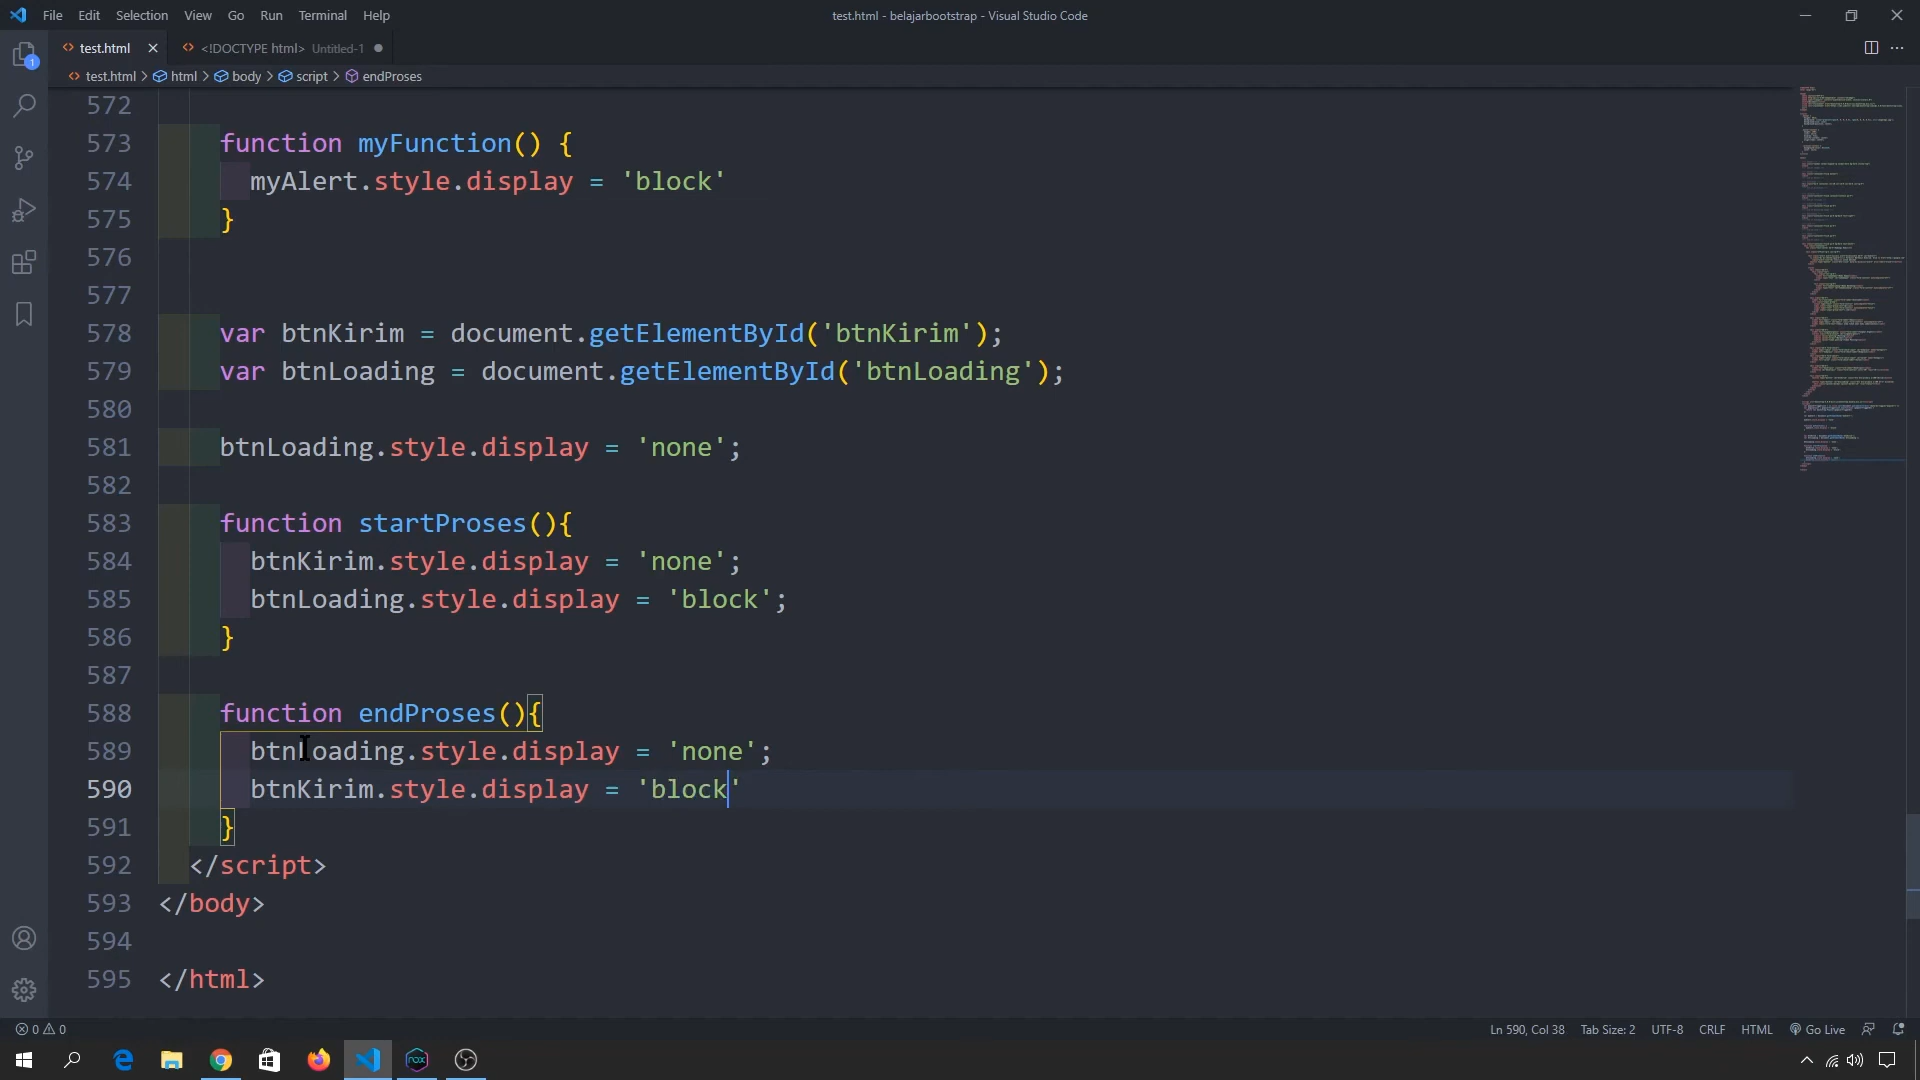 File Edit Selection View Go Run Terminal Help
test.html - belajarbootstrap - Visual Studio Code
test.html
<!DOCTYPE html> Untitled-1
test.html > html > body > script > endProses
1
572
573 function myFunction() {
574 myAlert.style.display = 'block'
575 }
576
577
578 var btnKirim = document.getElementById('btnKirim');
579 var btnLoading = document.getElementById('btnLoading');
580
581 btnLoading.style.display = 'none';
582
583 function startProses(){
584 btnKirim.style.display = 'none';
585 btnLoading.style.display = 'block';
586 }
587
588 function endProses(){
589 btnLoading.style.display = 'none';
590 btnKirim.style.display = 'block'
591 }
592 </script>
593 </body>
594
595 </html>
0 0
Ln 590, Col 38 Tab Size: 2 UTF-8 CRLF HTML Go Live
nox